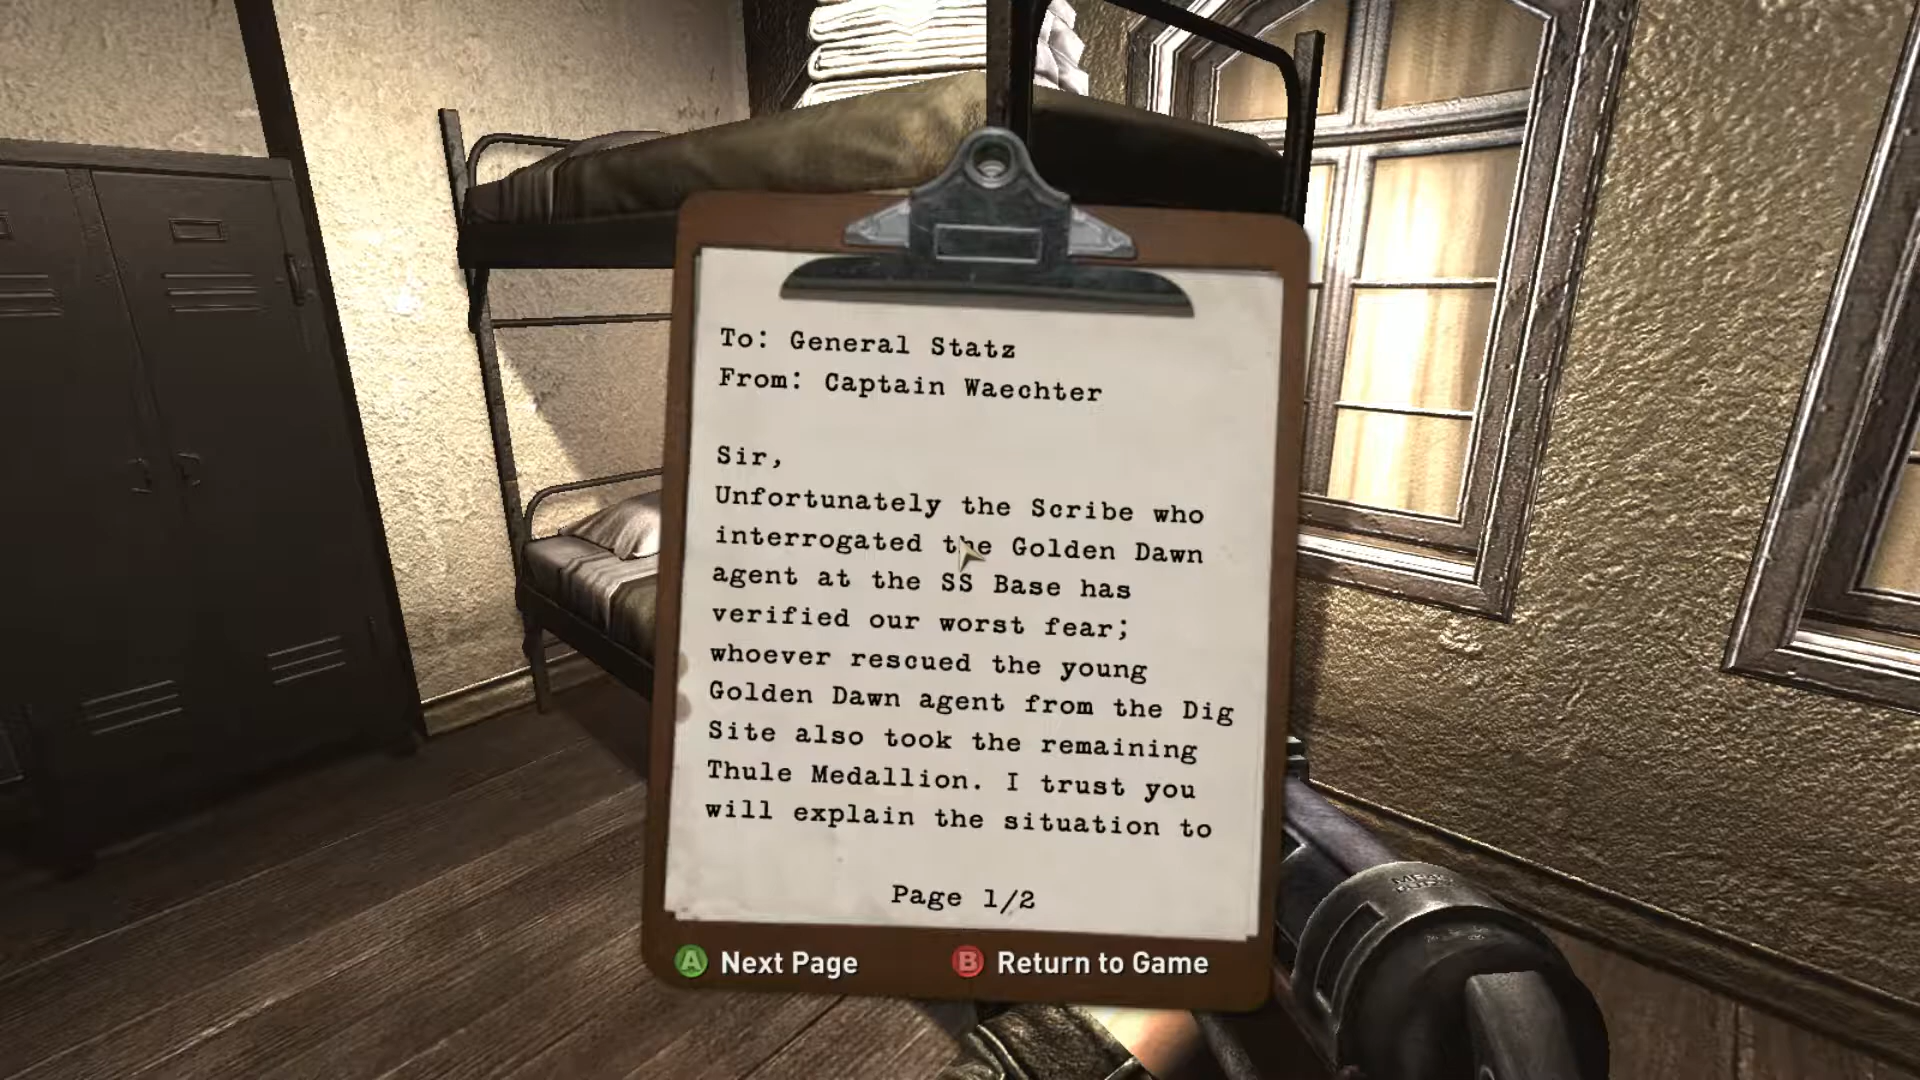 To: General Statz
From: Captain Waechter
Sir,
Unfortunately the Scribe who
interrogated the Golden Dawn
agent at the SS Base has
verified our worst fear;
whoever rescued the young
Golden Dawn agent from the Dig
Site also took the remaining
Thule Medallion. I trust you
will explain the situation to
Page 1/2
A Next Page B Return to Game